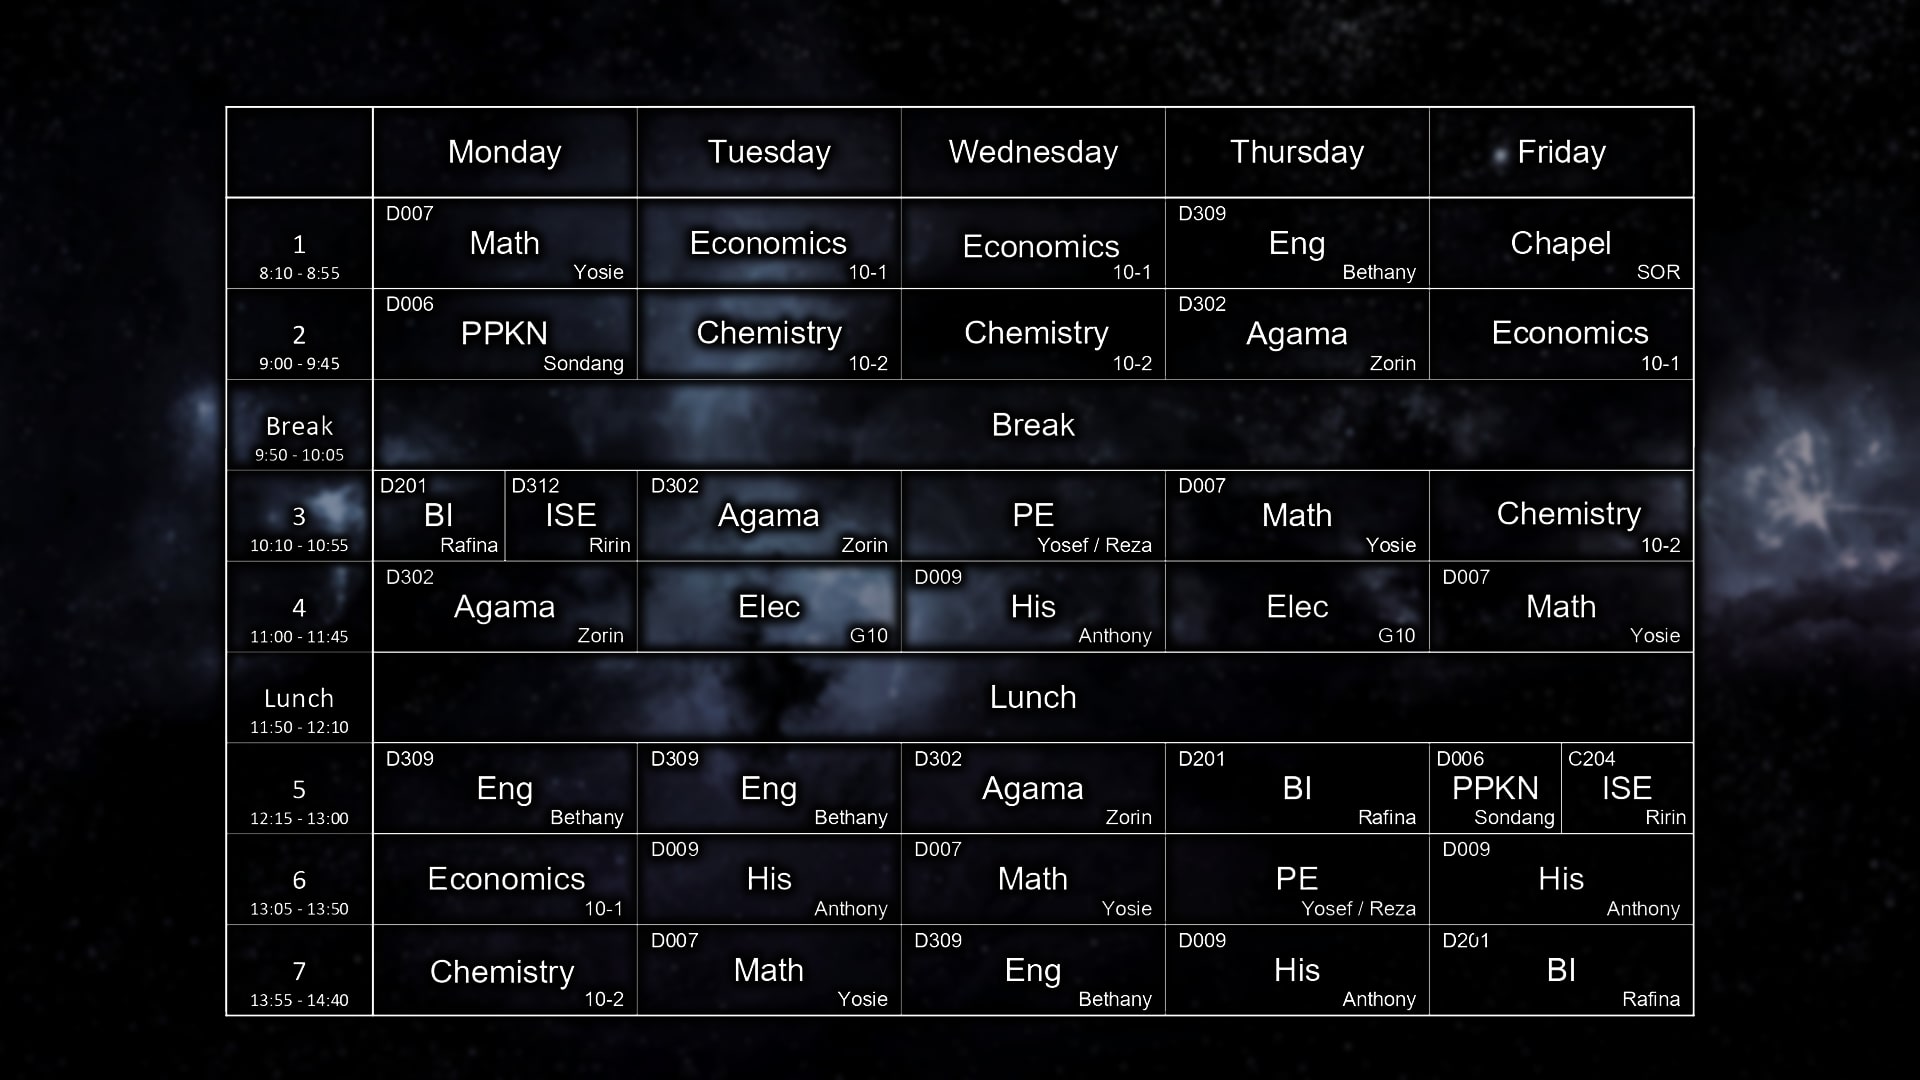 Monday Tuesday Wednesday Thursday Friday
1
8:10 - 8:55
D007
Math
Yosie
Economics
10-1
Economics
10-1
D309
Eng
Bethany
Chapel
SOR
2
9:00 - 9:45
D006
PPKN
Sondang
Chemistry
10-2
Chemistry
10-2
D302
Agama
Zorin
Economics
10-1
Break
9:50 - 10:05
Break
3
10:10 - 10:55
D201
BI
Rafina
D312
ISE
Ririn
D302
Agama
Zorin
PE
Yosef / Reza
D007
Math
Yosie
Chemistry
10-2
4
11:00 - 11:45
D302
Agama
Zorin
Elec
G10
D009
His
Anthony
Elec
G10
D007
Math
Yosie
Lunch
11:50 - 12:10
Lunch
5
12:15 - 13:00
D309
Eng
Bethany
D309
Eng
Bethany
D302
Agama
Zorin
D201
BI
Rafina
D006
PPKN
Sondang
C204
ISE
Ririn
6
13:05 - 13:50
Economics
10-1
D009
His
Anthony
D007
Math
Yosie
PE
Yosef / Reza
D009
His
Anthony
7
13:55 - 14:40
Chemistry
10-2
D007
Math
Yosie
D309
Eng
Bethany
D009
His
Anthony
D201
BI
Rafina